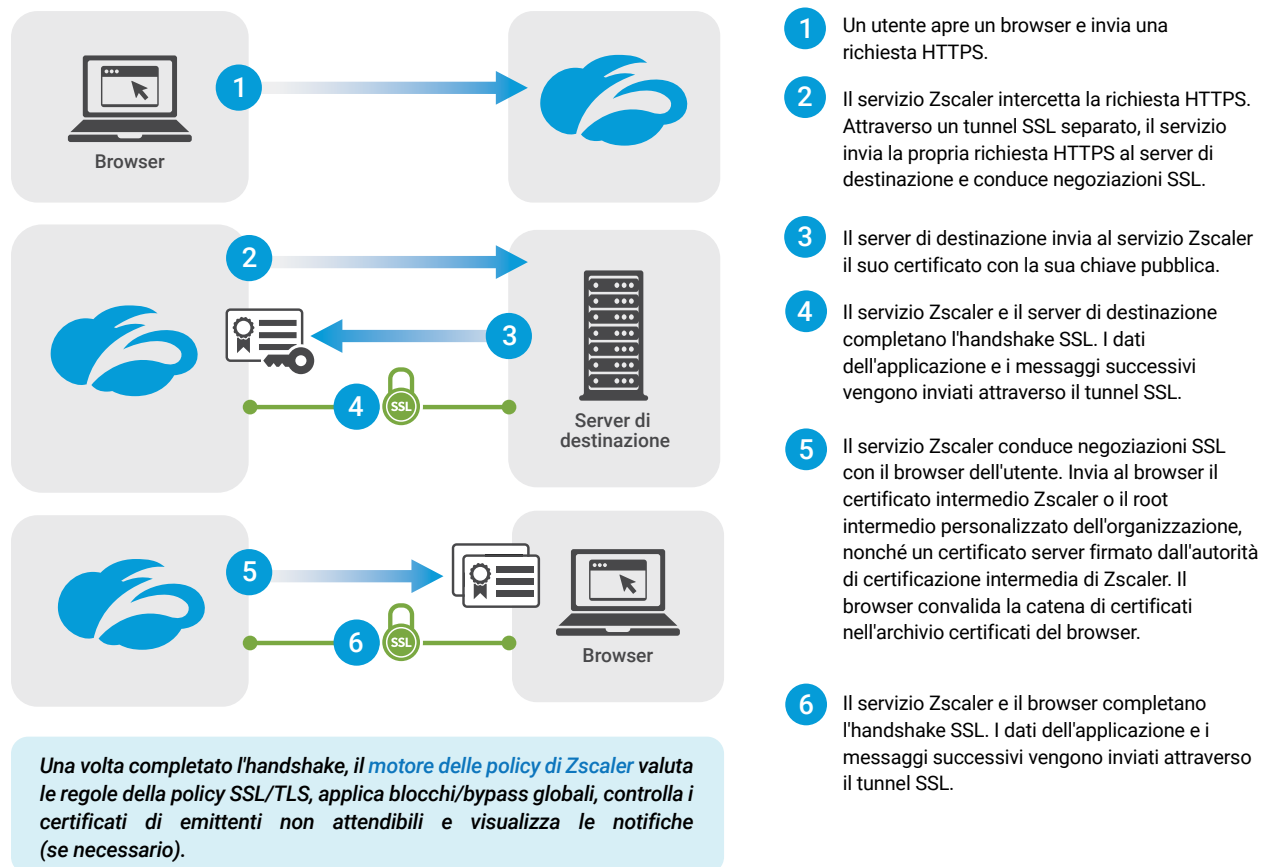 1
Browser
2
3
4
SSL
Server di
destinazione
5
6
SSL
Browser
Una volta completato l'handshake, il motore delle policy di Zscaler valuta
le regole della policy SSL/TLS, applica blocchi/bypass globali, controlla i
certificati di emittenti non attendibili e visualizza le notifiche
(se necessario).
1 Un utente apre un browser e invia una
richiesta HTTPS.
2 Il servizio Zscaler intercetta la richiesta HTTPS.
Attraverso un tunnel SSL separato, il servizio
invia la propria richiesta HTTPS al server di
destinazione e conduce negoziazioni SSL.
3 Il server di destinazione invia al servizio Zscaler
il suo certificato con la sua chiave pubblica.
4 Il servizio Zscaler e il server di destinazione
completano l'handshake SSL. I dati
dell'applicazione e i messaggi successivi
vengono inviati attraverso il tunnel SSL.
5 Il servizio Zscaler conduce negoziazioni SSL
con il browser dell'utente. Invia al browser il
certificato intermedio Zscaler o il root
intermedio personalizzato dell'organizzazione,
nonché un certificato server firmato dall'autorità
di certificazione intermedia di Zscaler. Il
browser convalida la catena di certificati
nell'archivio certificati del browser.
6 Il servizio Zscaler e il browser completano
l'handshake SSL. I dati dell'applicazione e i
messaggi successivi vengono inviati attraverso
il tunnel SSL.